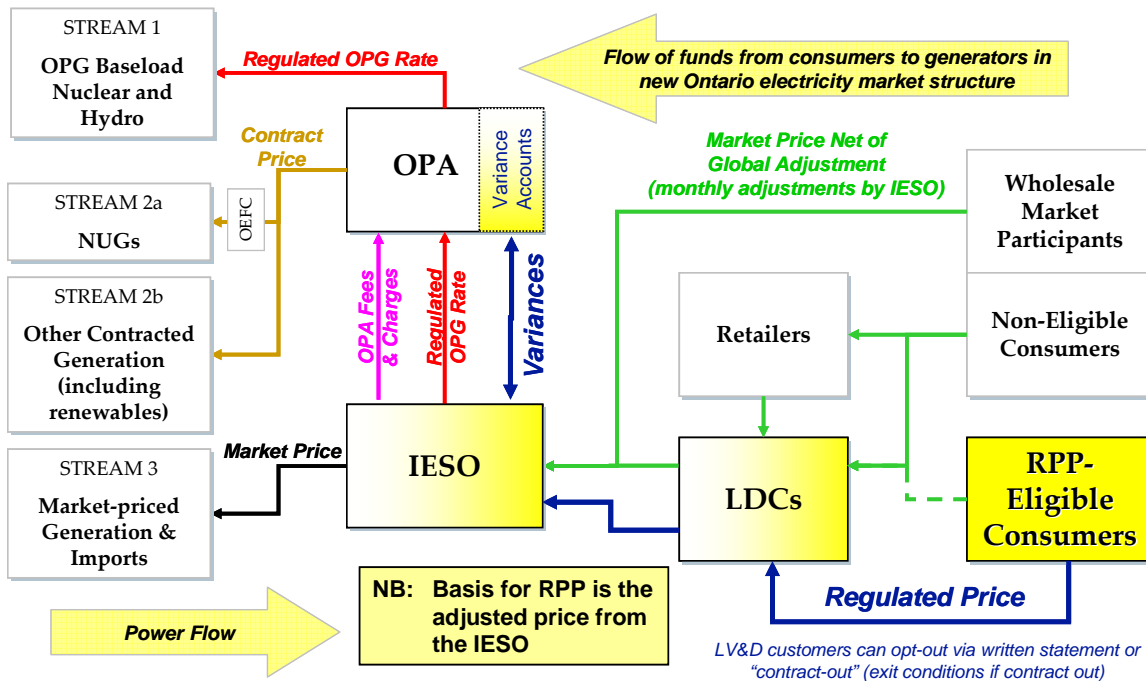 STREAM 1
OPG Baseload
Nuclear and
Hydro
Regulated OPG Rate
Flow of funds from consumers to generators in
new Ontario electricity market structure
Contract
Price
OPA
Variance
Accounts
Market Price Net of
Global Adjustment
(monthly adjustments by IESO)
Wholesale
Market
Participants
STREAM 2a
NUGs
OEFC
OPA Fees
& Charges
Regulated
OPG Rate
Variances
STREAM 2b
Other Contracted
Generation
(including
renewables)
Retailers
Non-Eligible
Consumers
STREAM 3
Market-priced
Generation &
Imports
Market Price
IESO
LDCs
RPP-
Eligible
Consumers
Power Flow
NB: Basis for RPP is the
adjusted price from
the IESO
Regulated Price
LV&D customers can opt-out via written statement or
“contract-out” (exit conditions if contract out)